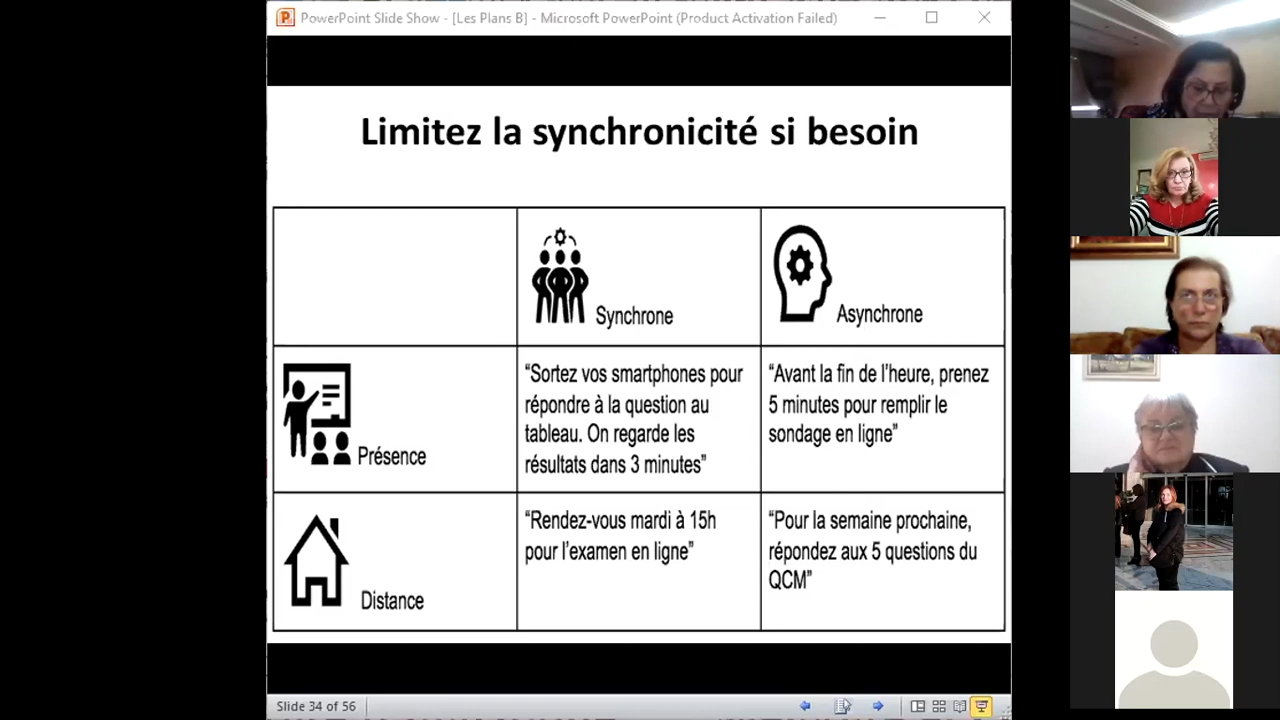 PowerPoint Slide Show - [Les Plans B] - Microsoft PowerPoint (Product Activation Failed)
Limitez la synchronicité si besoin
Synchrone
Asynchrone
Présence
“Sortez vos smartphones pour
répondre à la question au
tableau. On regarde les
résultats dans 3 minutes”
“Avant la fin de l’heure, prenez
5 minutes pour remplir le
sondage en ligne”
Distance
“Rendez-vous mardi à 15h
pour l’examen en ligne”
“Pour la semaine prochaine,
répondez aux 5 questions du
QCM”
Slide 34 of 56